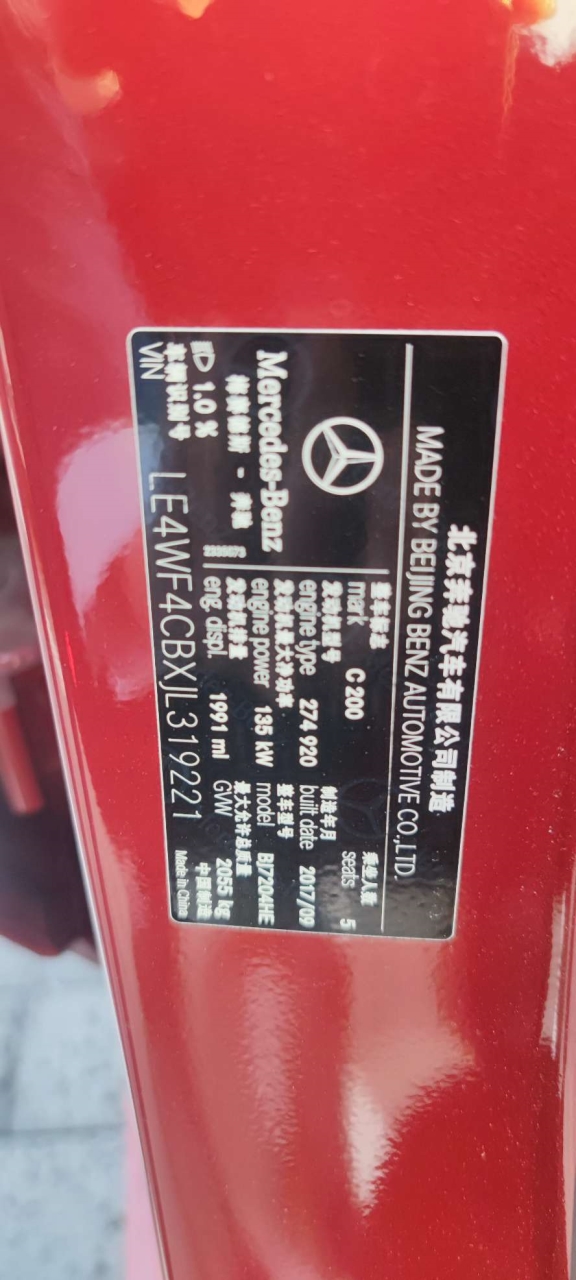 北京奔驰汽车有限公司制造
MADE BY BEIJING BENZ AUTOMOTIVE CO.,LTD.
Mercedes-Benz
梅赛德斯 - 奔驰
1.0 %
2335673
整车标志
mark C 200
乘坐人数
seats 5
发动机型号
engine type 274 920
制造年月
built date 2017/09
发动机最大净功率
engine power 135 kW
整车型号
model BJ7204HE
发动机排量
eng. displ. 1991 ml
最大允许总质量
GVW 2055 kg
车辆识别号
VIN LE4WF4CBXJL319221
中国制造
Made in China